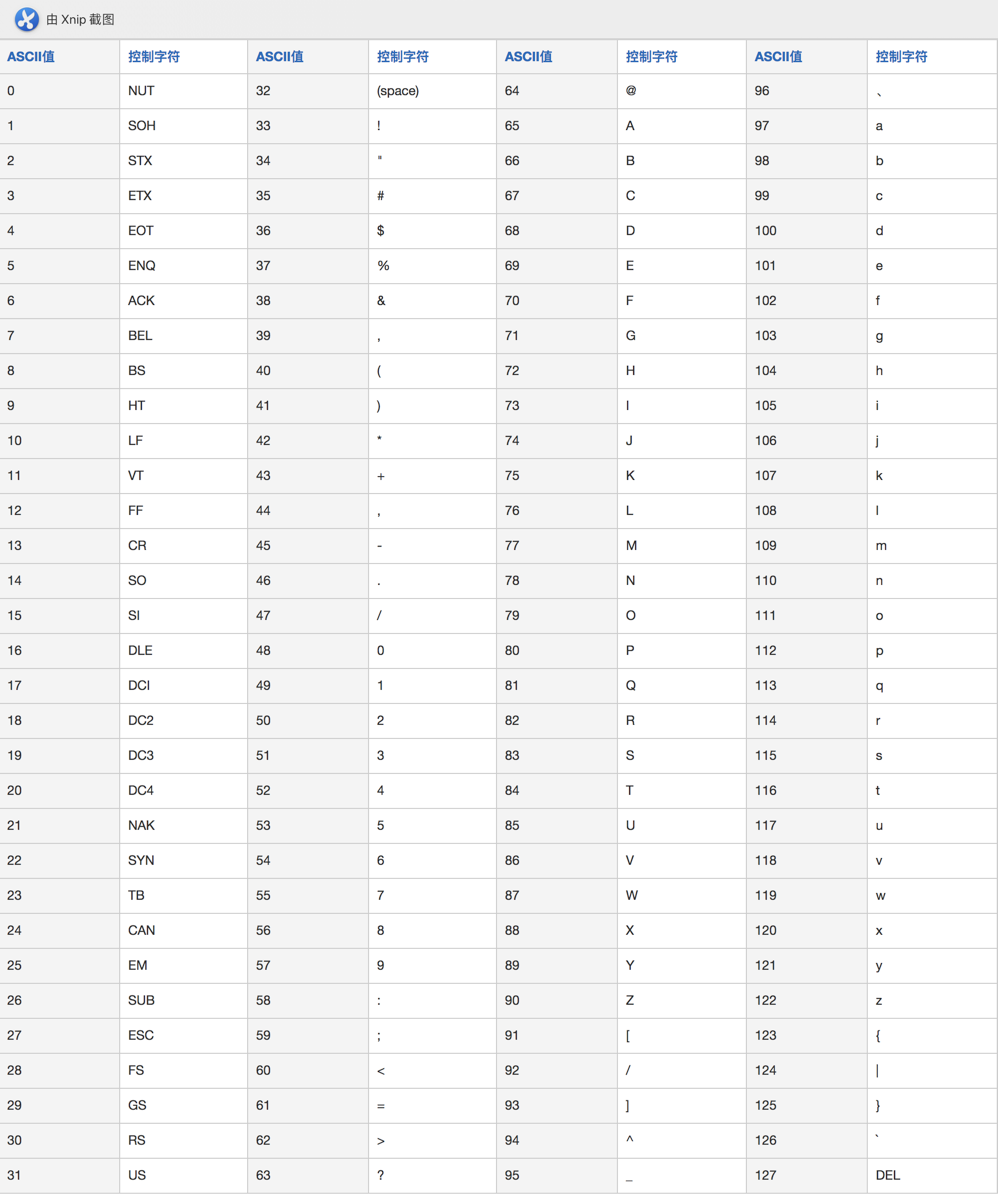 由 Xnip 截图
ASCII值 控制字符 ASCII值 控制字符 ASCII值 控制字符 ASCII值 控制字符
0 NUT 32 (space) 64 @ 96 、
1 SOH 33 ! 65 A 97 a
2 STX 34 " 66 B 98 b
3 ETX 35 # 67 C 99 c
4 EOT 36 $ 68 D 100 d
5 ENQ 37 % 69 E 101 e
6 ACK 38 & 70 F 102 f
7 BEL 39 , 71 G 103 g
8 BS 40 ( 72 H 104 h
9 HT 41 ) 73 I 105 i
10 LF 42 * 74 J 106 j
11 VT 43 + 75 K 107 k
12 FF 44 , 76 L 108 l
13 CR 45 - 77 M 109 m
14 SO 46 . 78 N 110 n
15 SI 47 / 79 O 111 o
16 DLE 48 0 80 P 112 p
17 DCI 49 1 81 Q 113 q
18 DC2 50 2 82 R 114 r
19 DC3 51 3 83 S 115 s
20 DC4 52 4 84 T 116 t
21 NAK 53 5 85 U 117 u
22 SYN 54 6 86 V 118 v
23 TB 55 7 87 W 119 w
24 CAN 56 8 88 X 120 x
25 EM 57 9 89 Y 121 y
26 SUB 58 : 90 Z 122 z
27 ESC 59 ; 91 [ 123 {
28 FS 60 < 92 / 124 |
29 GS 61 = 93 ] 125 }
30 RS 62 > 94 ^ 126 `
31 US 63 ? 95 _ 127 DEL